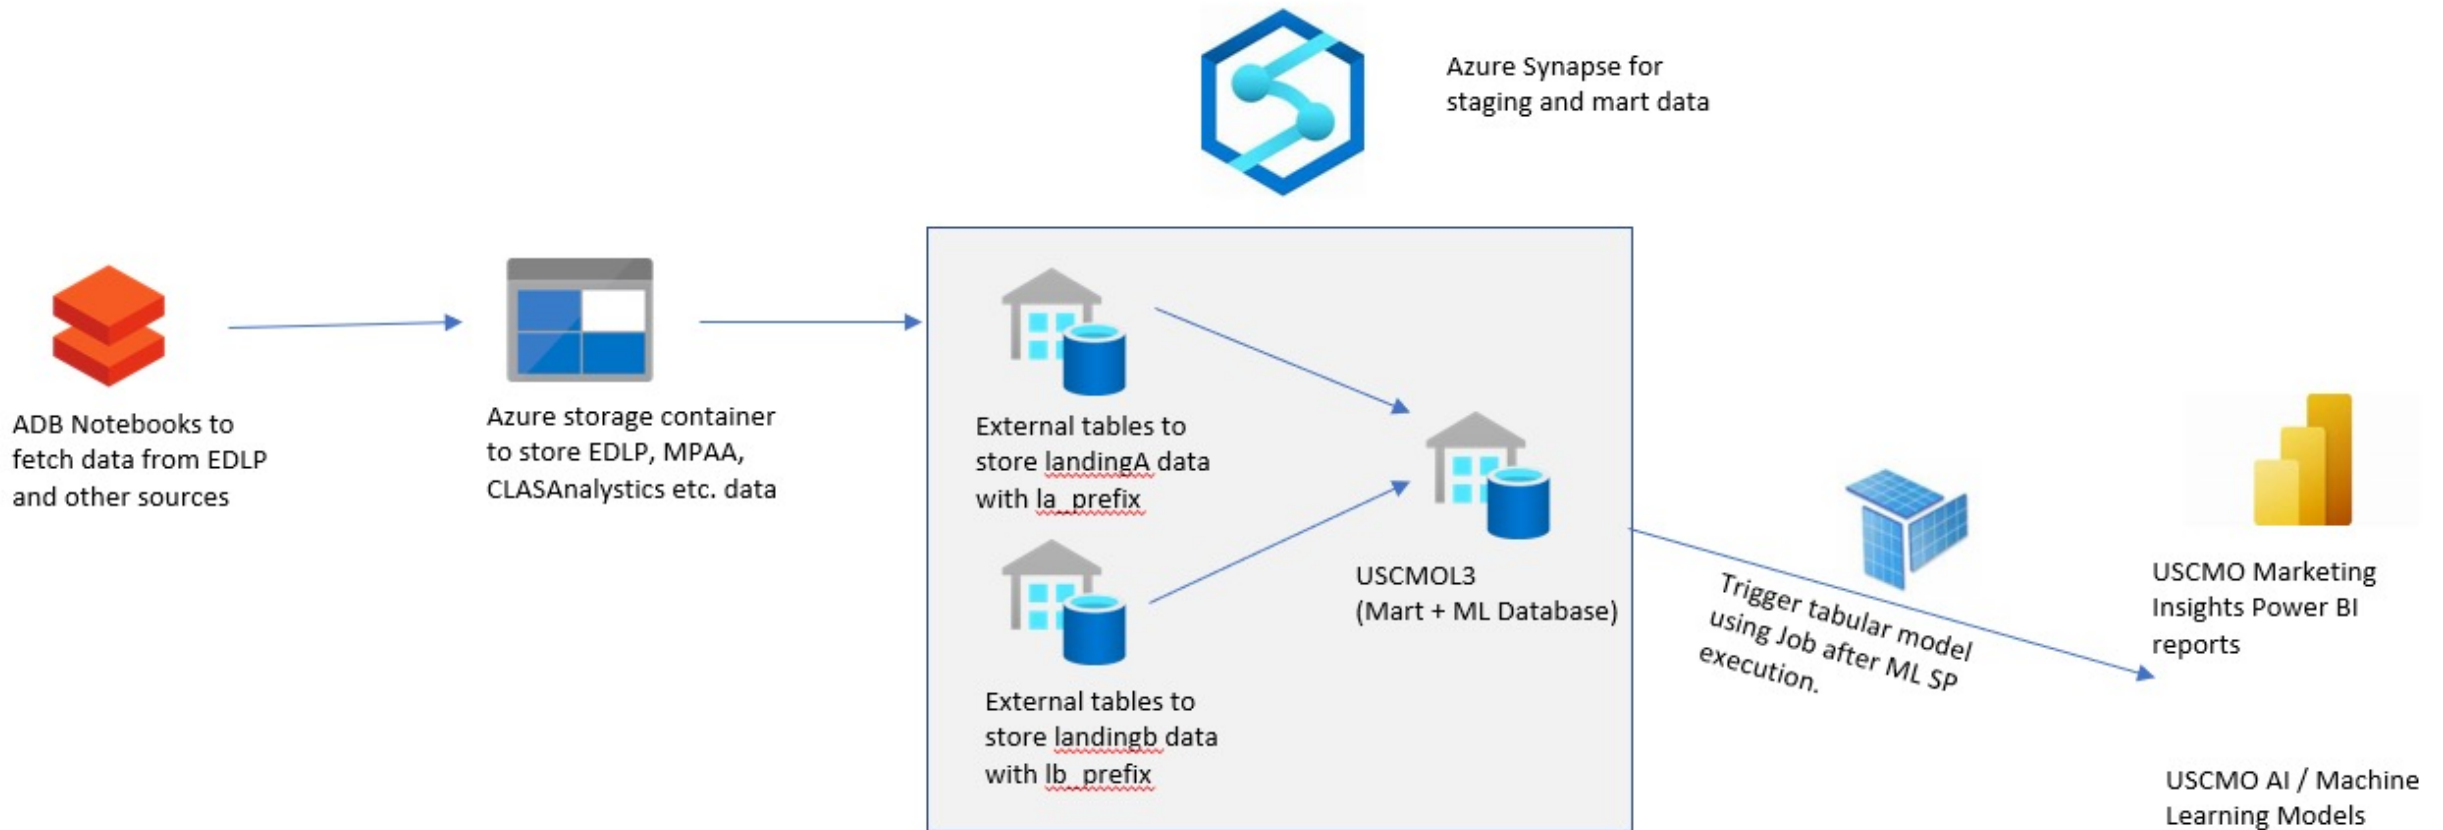 Azure Synapse for
staging and mart data
ADB Notebooks to
fetch data from EDLP
and other sources
Azure storage container
to store EDLP, MPAA,
CLASAnalystics etc. data
External tables to
store landingA data
with la_prefix
External tables to
store landingb data
with lb_prefix
USCMOL3
(Mart + ML Database)
Trigger tabular model
using Job after ML SP
execution.
USCMO Marketing
Insights Power BI
reports
USCMO AI / Machine
Learning Models